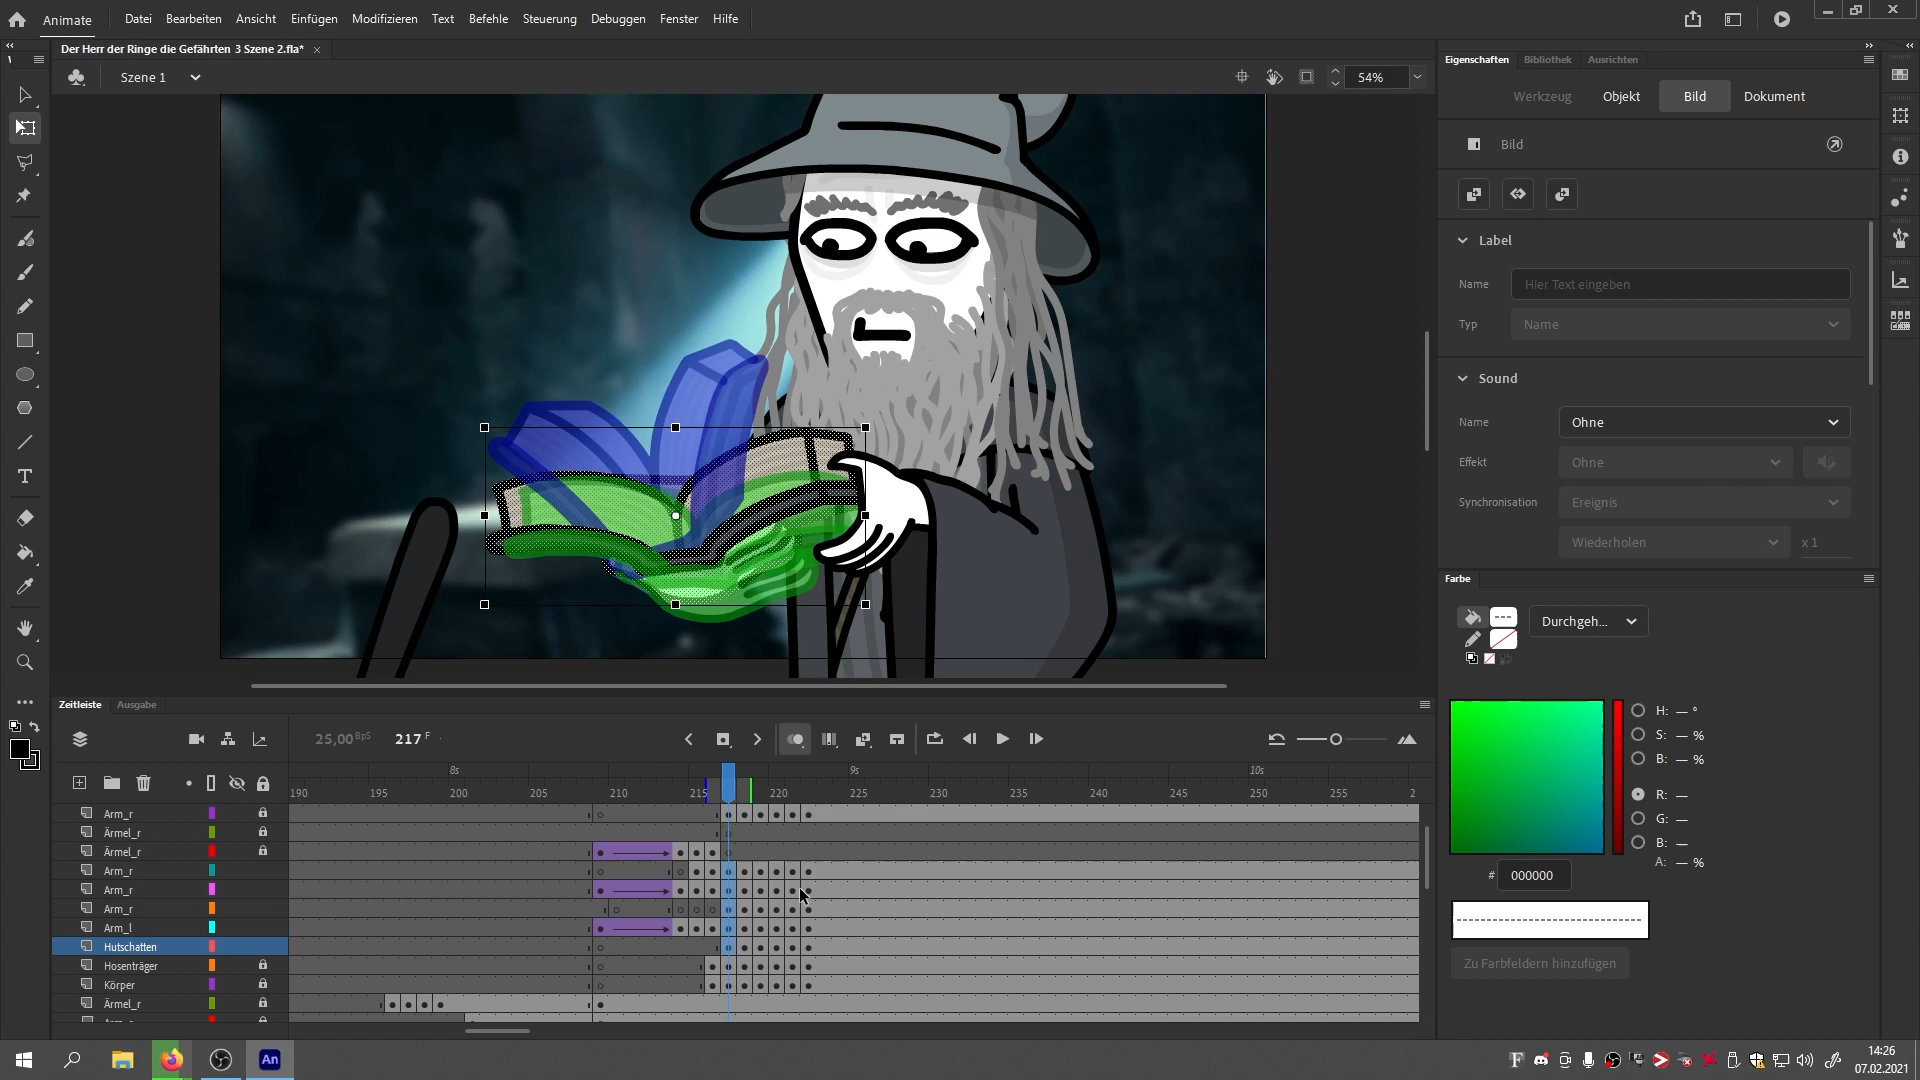 Animate
Datei Bearbeiten Ansicht Einfügen Modifizieren Text Befehle Steuerung Debuggen Fenster Hilfe
Der Herr der Ringe die Gefährten 3 Szene 2.fla* ×
Eigenschaften Bibliothek Ausrichten
Szene 1
54%
Werkzeug Objekt Bild Dokument
Bild
Label
Name Hier Text eingeben
Typ Name
Sound
Name Ohne
Effekt Ohne
Synchronisation Ereignis
Wiederholen x 1
Farbe
Durchgeh...
H: — °
S: — %
B: — %
R: —
G: —
B: —
A: — %
# 000000
Zu Farbfeldern hinzufügen
Zeitleiste Ausgabe
25,00 BpS 217 F
8s 9s 10s
190 195 200 205 210 215 220 225 230 235 240 245 250 255 2
Arm_r
Ärmel_r
Ärmel_r
Arm_r
Arm_r
Arm_r
Arm_l
Hutschatten
Hosenträger
Körper
Ärmel_r
An
14:26
07.02.2021